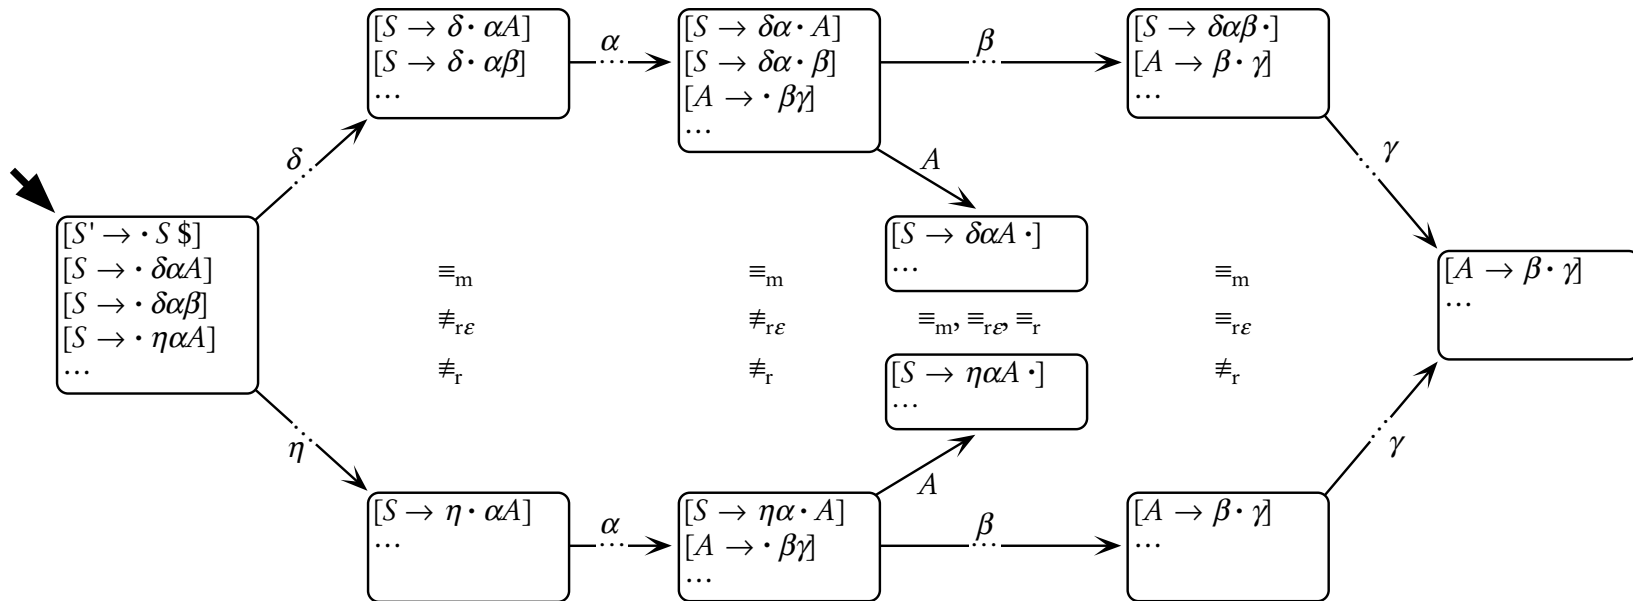 [S → δ · αA]
[S → δ · αβ]
...
α
[S → δα · A]
[S → δα · β]
[A → · βγ]
...
β
[S → δαβ ·]
[A → β · γ]
...
δ
A
γ
[S' → · S $]
[S → · δαA]
[S → · δαβ]
[S → · ηαA]
...
[S → δαA ·]
...
[A → β · γ]
...
≡m
≢rε
≢r
≡m
≢rε
≢r
≡m, ≡rε, ≡r
≡m
≡rε
≢r
[S → ηαA ·]
...
η
A
γ
[S → η · αA]
...
α
[S → ηα · A]
[A → · βγ]
...
β
[A → β · γ]
...